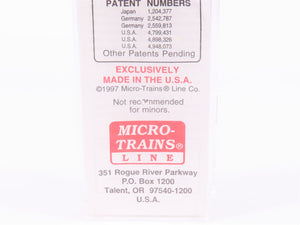 PATENT NUMBERS
Japan 1,204,377
Germany 2,542,787
Germany 2,559,813
U.S.A. 4,799,431
U.S.A. 4,898,326
U.S.A. 4,948,073
Other Patents Pending
EXCLUSIVELY
MADE IN THE U.S.A.
©1997 Micro-Trains® Line Co.
Not recommended
for minors.
MICRO-
TRAINS®
LINE
351 Rogue River Parkway
P.O. Box 1200
Talent, OR 97540-1200
U.S.A.